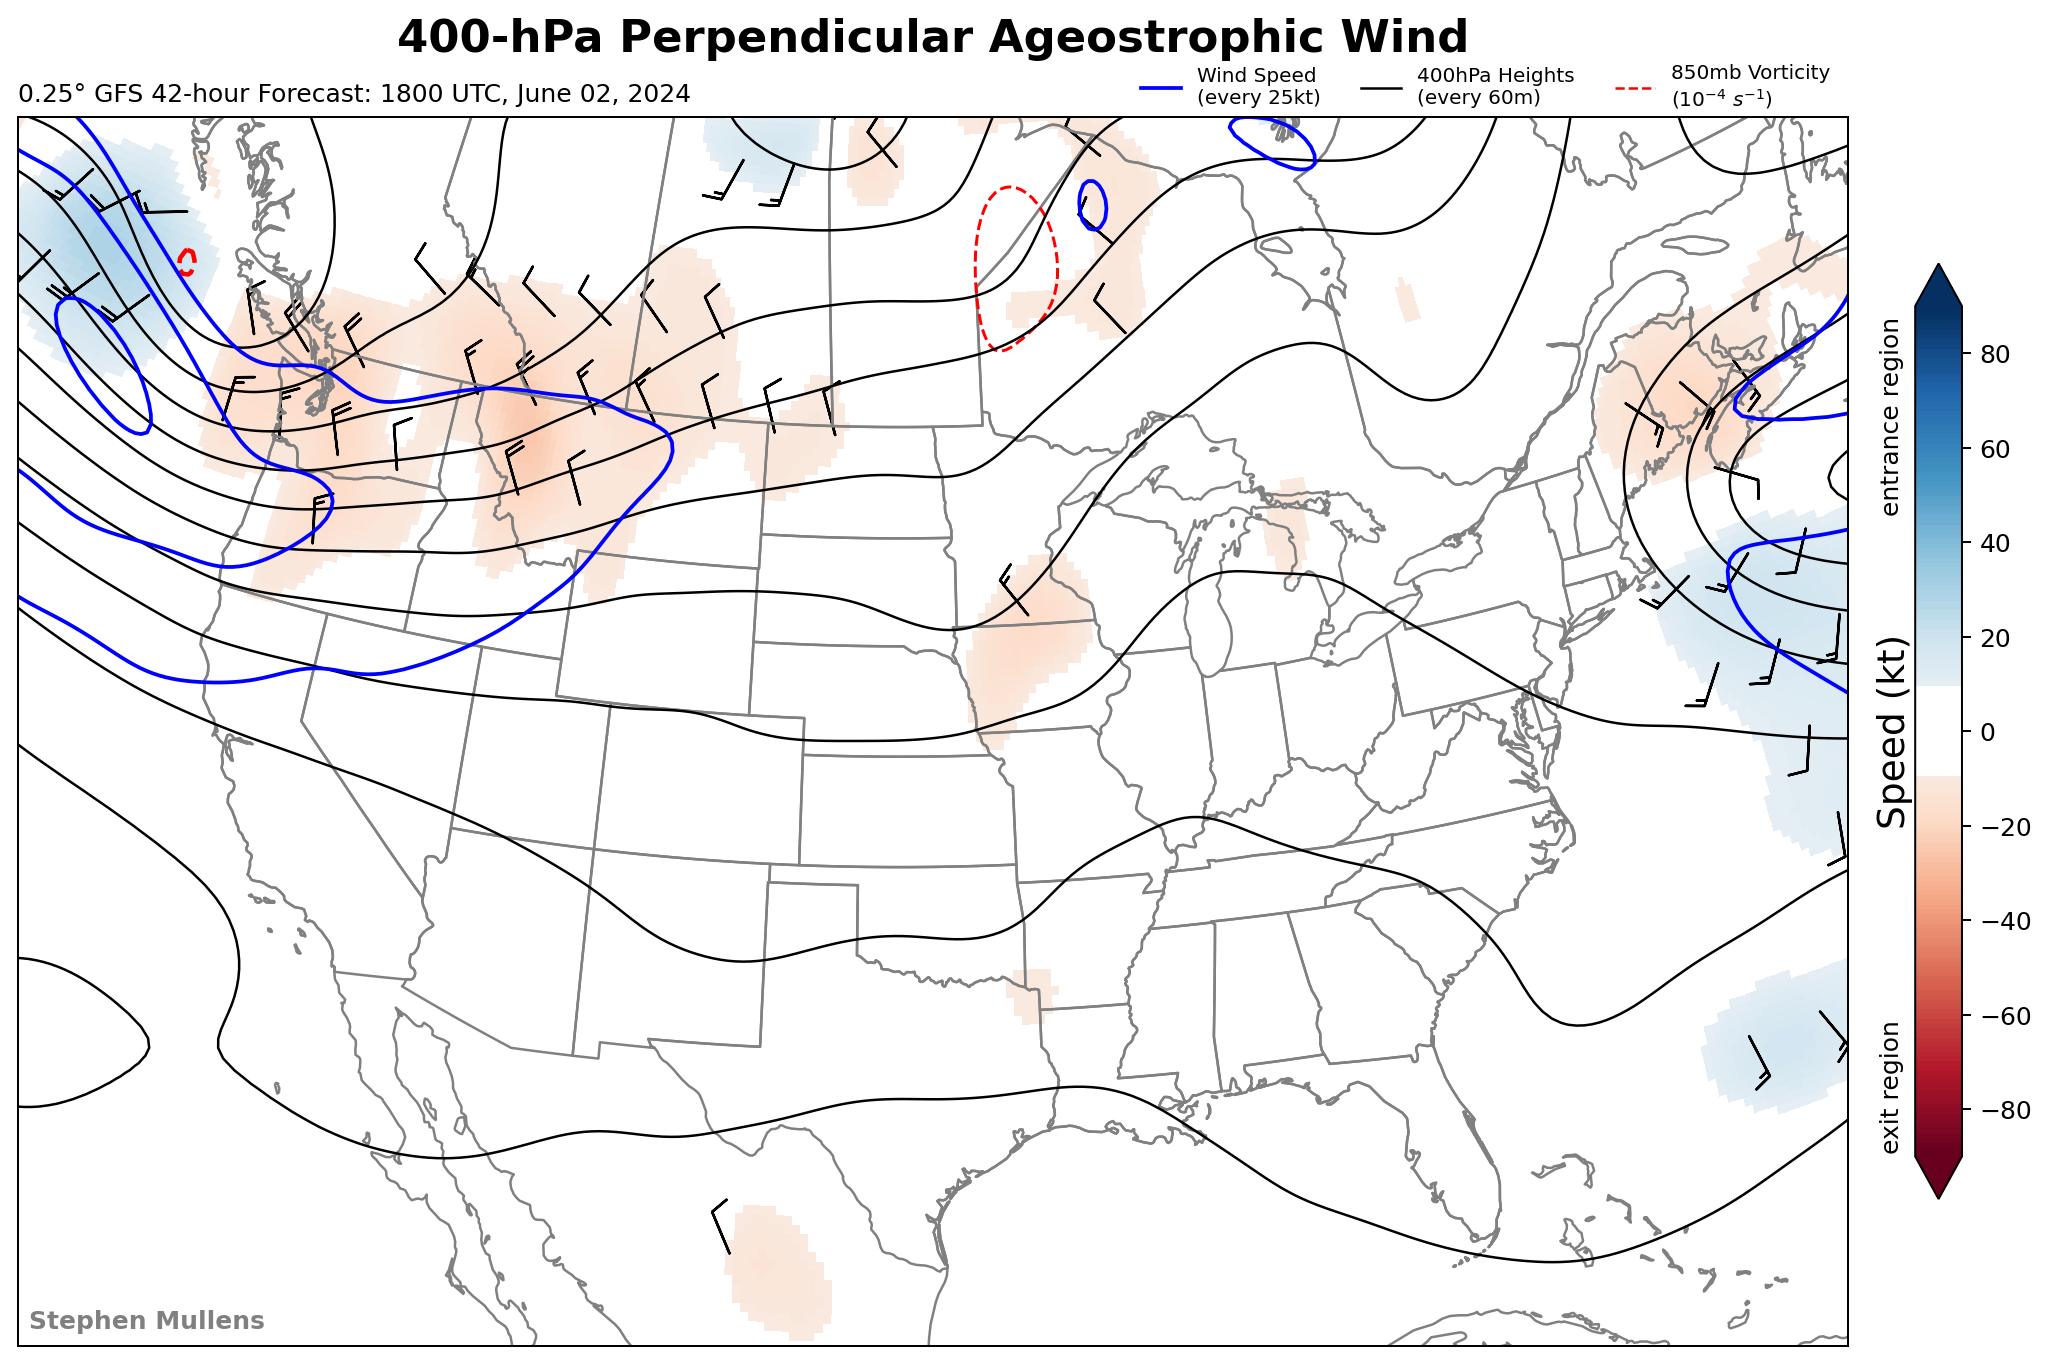 400-hPa Perpendicular Ageostrophic Wind
0.25° GFS 42-hour Forecast: 1800 UTC, June 02, 2024
Wind Speed
(every 25kt)
400hPa Heights
(every 60m)
850mb Vorticity
(10⁻⁴ s⁻¹)
entrance region
Speed (kt)
exit region
80
60
40
20
0
−20
−40
−60
−80
Stephen Mullens